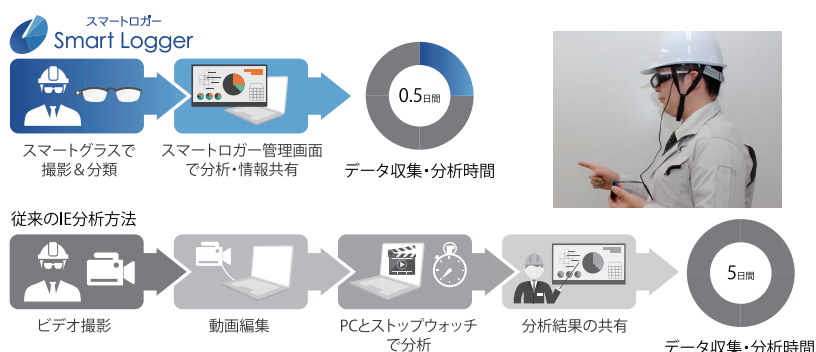 スマートロガー
Smart Logger
スマートグラスで
撮影＆分類
スマートロガー管理画面
で分析・情報共有
0.5日間
データ収集・分析時間
従来のIE分析方法
ビデオ撮影
動画編集
PCとストップウォッチ
で分析
分析結果の共有
5日間
データ収集・分析時間